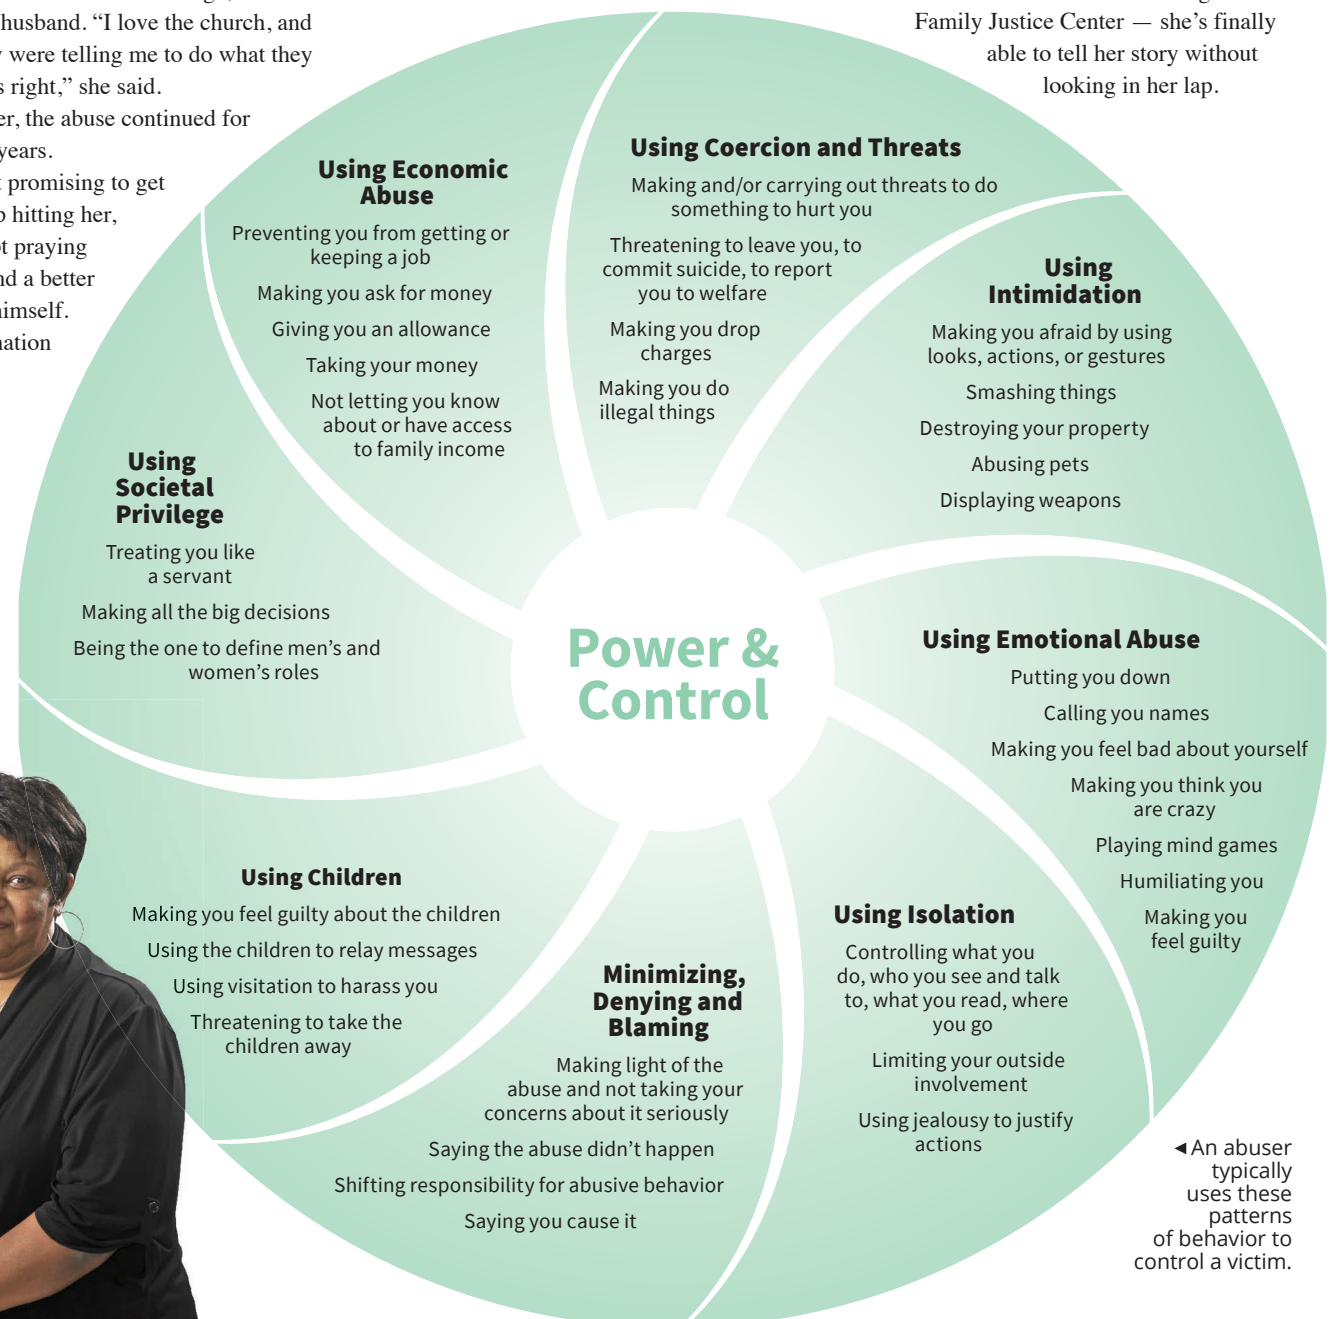 husband. “I love the church, and
were telling me to do what they
right,” she said.
the abuse continued for
years.
promising to get
hitting her,
praying
a better
himself.
Family Justice Center — she’s finally
able to tell her story without
looking in her lap.
Using Coercion and Threats
Making and/or carrying out threats to do
something to hurt you
Threatening to leave you, to
commit suicide, to report
you to welfare
Making you drop
charges
Making you do
illegal things
Using
Intimidation
Making you afraid by using
looks, actions, or gestures
Smashing things
Destroying your property
Abusing pets
Displaying weapons
Using Emotional Abuse
Putting you down
Calling you names
Making you feel bad about yourself
Making you think you
are crazy
Playing mind games
Humiliating you
Making you
feel guilty
Using Isolation
Controlling what you
do, who you see and talk
to, what you read, where
you go
Limiting your outside
involvement
Using jealousy to justify
actions
Minimizing,
Denying and
Blaming
Making light of the
abuse and not taking your
concerns about it seriously
Saying the abuse didn’t happen
Shifting responsibility for abusive behavior
Saying you cause it
Using Children
Making you feel guilty about the children
Using the children to relay messages
Using visitation to harass you
Threatening to take the
children away
Using
Societal
Privilege
Treating you like
a servant
Making all the big decisions
Being the one to define men’s and
women’s roles
Using Economic
Abuse
Preventing you from getting or
keeping a job
Making you ask for money
Giving you an allowance
Taking your money
Not letting you know
about or have access
to family income
Power &
Control
◄ An abuser
typically
uses these
patterns
of behavior to
control a victim.